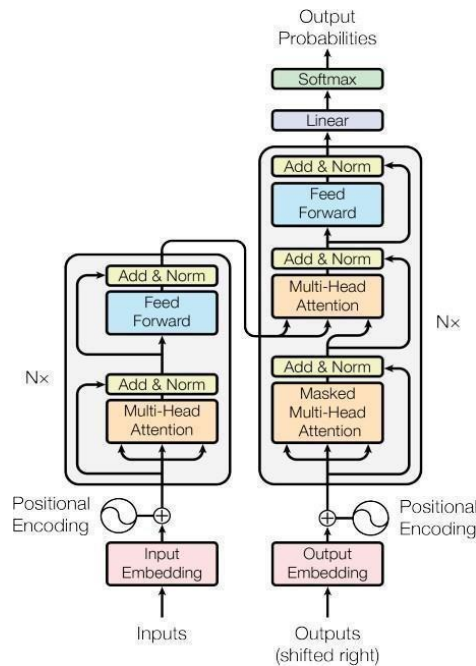 Output
Probabilities
Softmax
Linear
Add & Norm
Feed
Forward
Add & Norm
Multi-Head
Attention
Add & Norm
Masked
Multi-Head
Attention
N×
Add & Norm
Feed
Forward
Add & Norm
Multi-Head
Attention
N×
Positional
Encoding
Positional
Encoding
Input
Embedding
Output
Embedding
Inputs
Outputs
(shifted right)